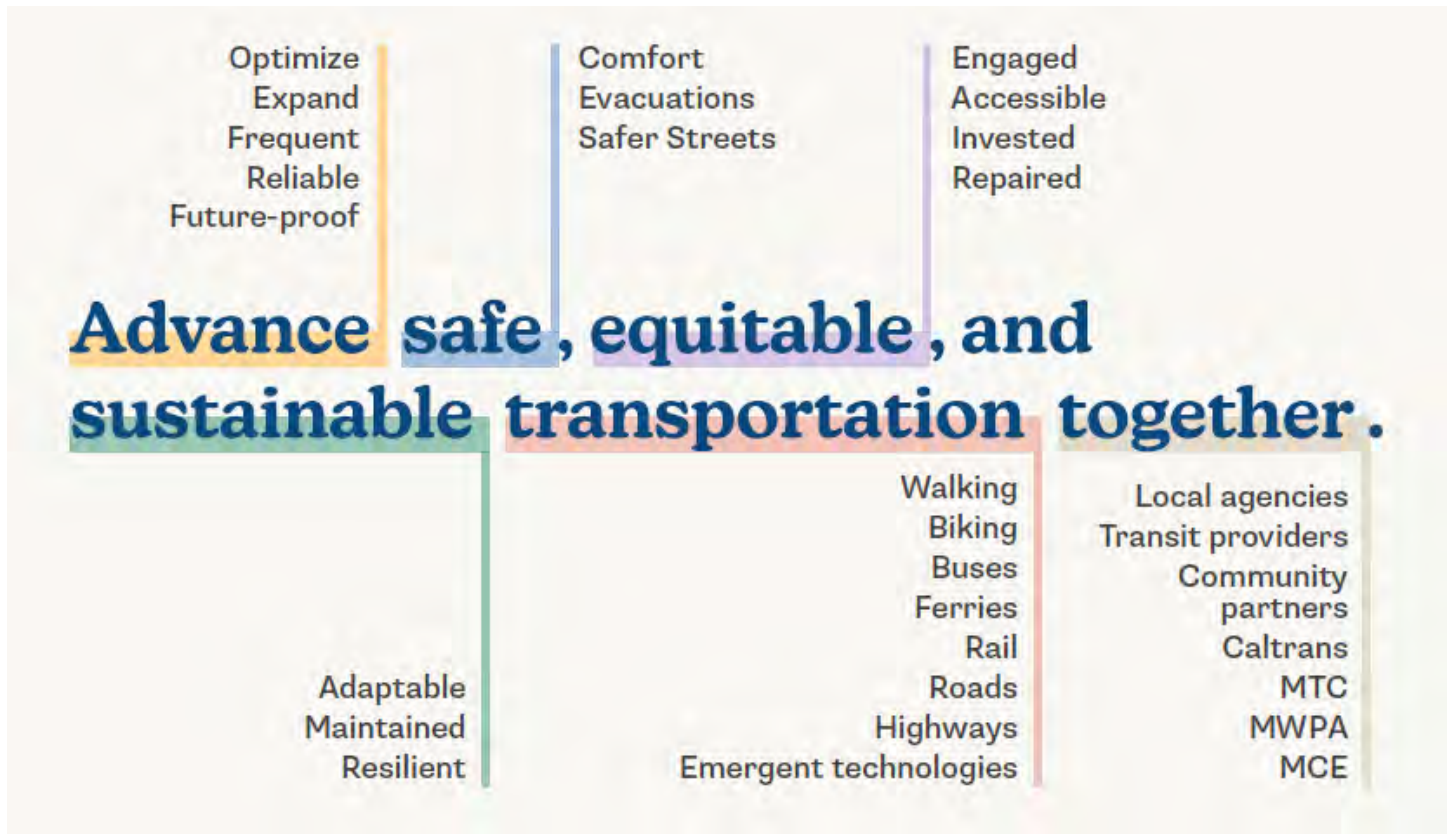 Optimize
Expand
Frequent
Reliable
Future-proof
Comfort
Evacuations
Safer Streets
Engaged
Accessible
Invested
Repaired
Advance safe, equitable, and
sustainable transportation together.
Adaptable
Maintained
Resilient
Walking
Biking
Buses
Ferries
Rail
Roads
Highways
Emergent technologies
Local agencies
Transit providers
Community
partners
Caltrans
MTC
MWPA
MCE